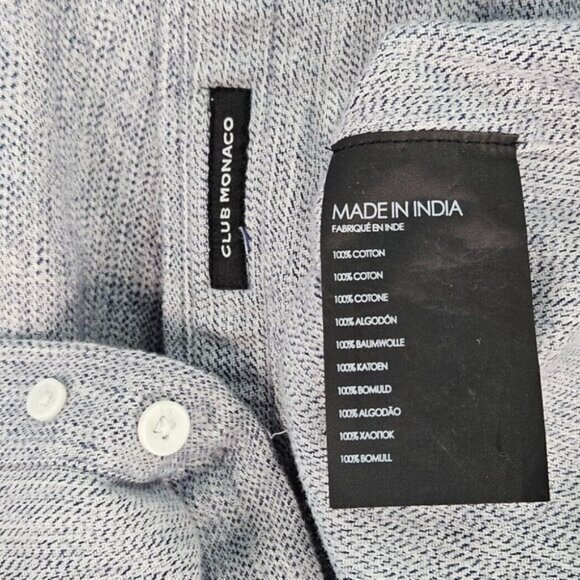 CLUB MONACO
MADE IN INDIA
FABRIQUÉ EN INDE
100% COTTON
100% COTON
100% COTONE
100% ALGODÓN
100% BAUMWOLLE
100% KATOEN
100% BOMULD
100% ALGODÃO
100% ХΛОПОК
100% BOMULL